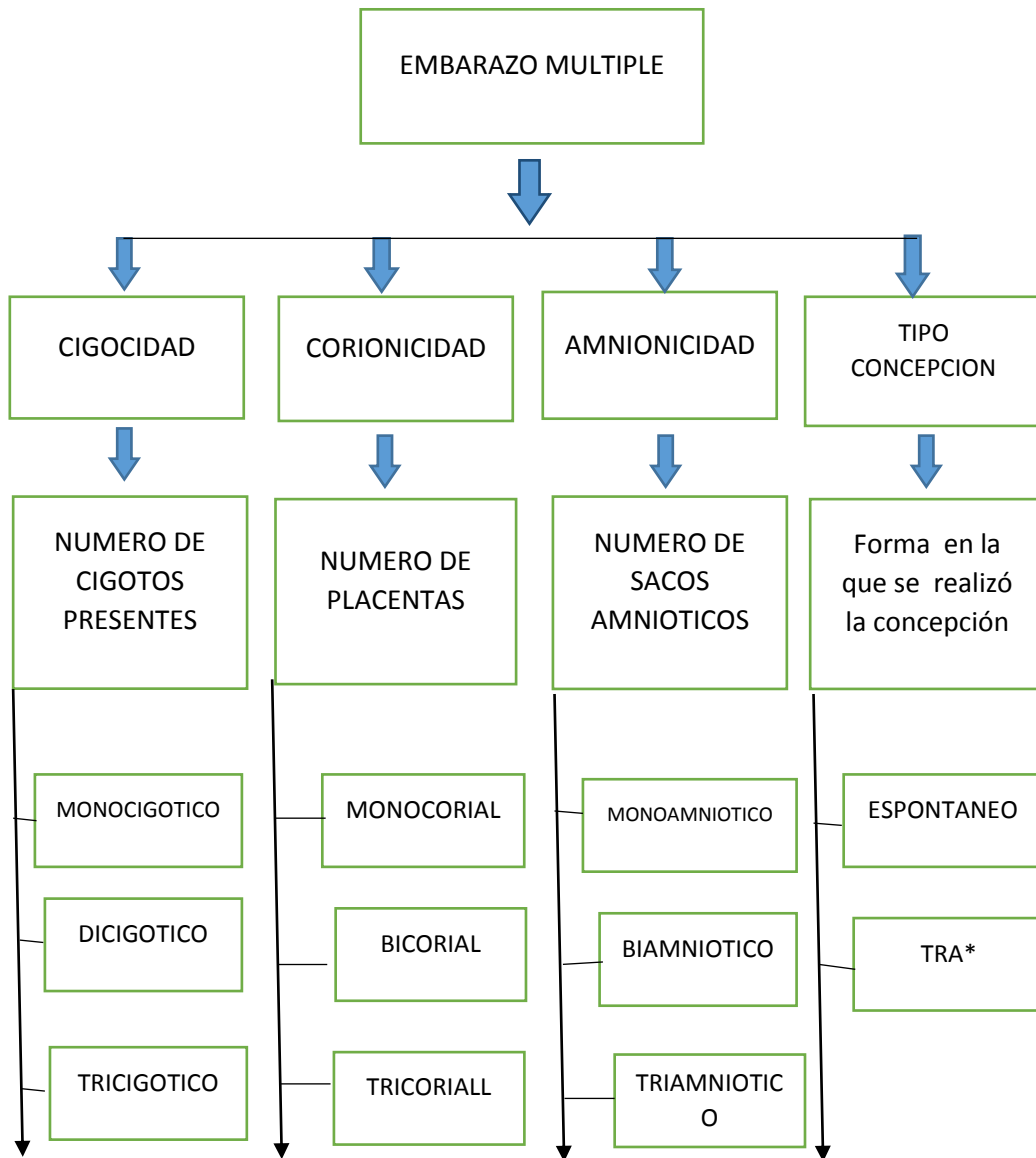 EMBARAZO MULTIPLE
CIGOCIDAD
CORIONICIDAD
AMNIONICIDAD
TIPO
CONCEPCION
NUMERO DE
CIGOTOS
PRESENTES
NUMERO DE
PLACENTAS
NUMERO DE
SACOS
AMNIOTICOS
Forma en la
que se realizó
la concepción
MONOCIGOTICO
MONOCORIAL
MONOAMNIOTICO
ESPONTANEO
DICIGOTICO
BICORIAL
BIAMNIOTICO
TRA*
TRICIGOTICO
TRICORIALL
TRIAMNIOTIC
O